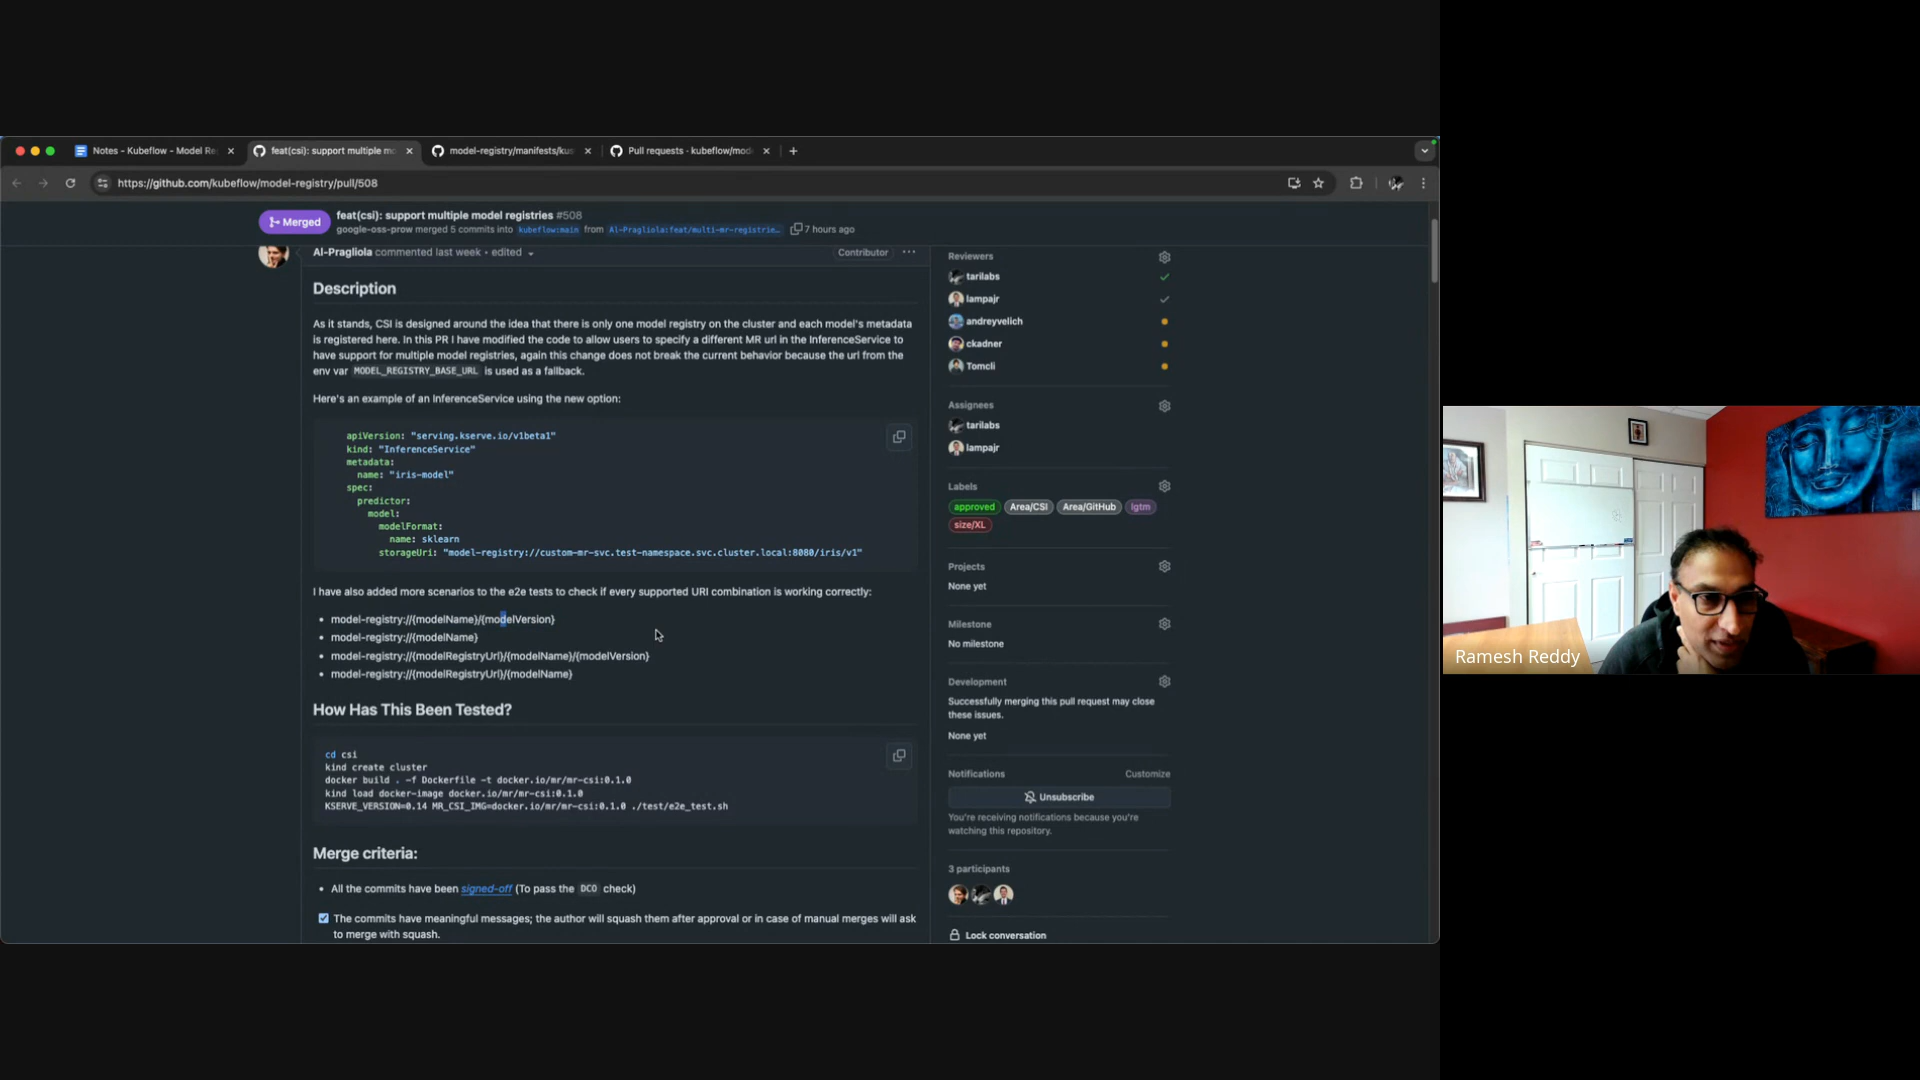 Notes - Kubeflow - Model Re
feat(csi): support multiple mo
model-registry/manifests/kus
Pull requests · kubeflow/mod
https://github.com/kubeflow/model-registry/pull/508
Merged
feat(csi): support multiple model registries #508
google-oss-prow merged 5 commits into kubeflow:main from Al-Pragliola:feat/multi-mr-registrie… 7 hours ago
Al-Pragliola commented last week • edited
Contributor
Description
As it stands, CSI is designed around the idea that there is only one model registry on the cluster and each model's metadata
is registered here. In this PR I have modified the code to allow users to specify a different MR url in the InferenceService to
have support for multiple model registries, again this change does not break the current behavior because the url from the
env var MODEL_REGISTRY_BASE_URL is used as a fallback.
Here's an example of an InferenceService using the new option:
apiVersion: "serving.kserve.io/v1beta1"
kind: "InferenceService"
metadata:
name: "iris-model"
spec:
predictor:
model:
modelFormat:
name: sklearn
storageUri: "model-registry://custom-mr-svc.test-namespace.svc.cluster.local:8080/iris/v1"
I have also added more scenarios to the e2e tests to check if every supported URI combination is working correctly:
• model-registry://{modelName}/{modelVersion}
• model-registry://{modelName}
• model-registry://{modelRegistryUrl}/{modelName}/{modelVersion}
• model-registry://{modelRegistryUrl}/{modelName}
How Has This Been Tested?
cd csi
kind create cluster
docker build . -f Dockerfile -t docker.io/mr/mr-csi:0.1.0
kind load docker-image docker.io/mr/mr-csi:0.1.0
KSERVE_VERSION=0.14 MR_CSI_IMG=docker.io/mr/mr-csi:0.1.0 ./test/e2e_test.sh
Merge criteria:
• All the commits have been signed-off (To pass the DCO check)
The commits have meaningful messages; the author will squash them after approval or in case of manual merges will ask
to merge with squash.
Reviewers
tarilabs
lampajr
andreyvelich
ckadner
Tomcli
Assignees
tarilabs
lampajr
Labels
approved Area/CSI Area/GitHub lgtm
size/XL
Projects
None yet
Milestone
No milestone
Development
Successfully merging this pull request may close
these issues.
None yet
Notifications Customize
Unsubscribe
You're receiving notifications because you're
watching this repository.
3 participants
Lock conversation
Ramesh Reddy